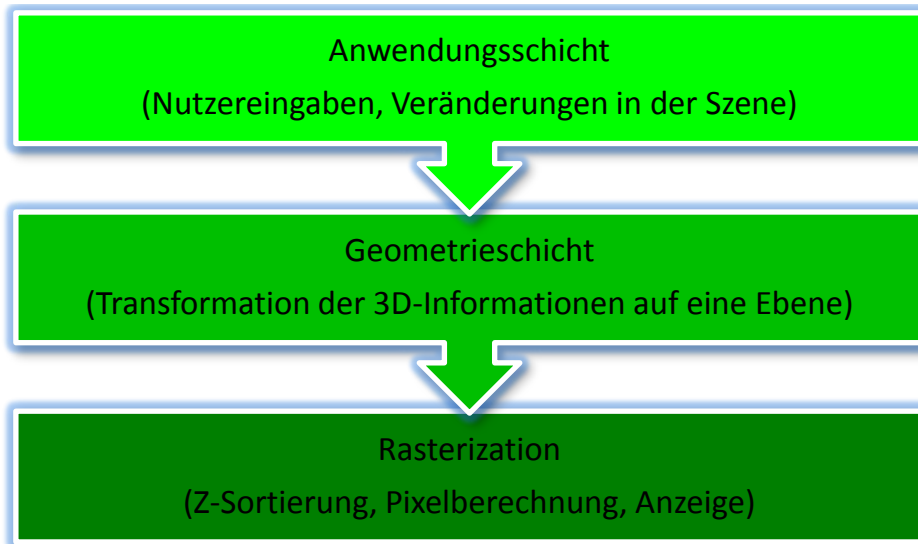 Anwendungsschicht
(Nutzereingaben, Veränderungen in der Szene)
Geometrieschicht
(Transformation der 3D-Informationen auf eine Ebene)
Rasterization
(Z-Sortierung, Pixelberechnung, Anzeige)